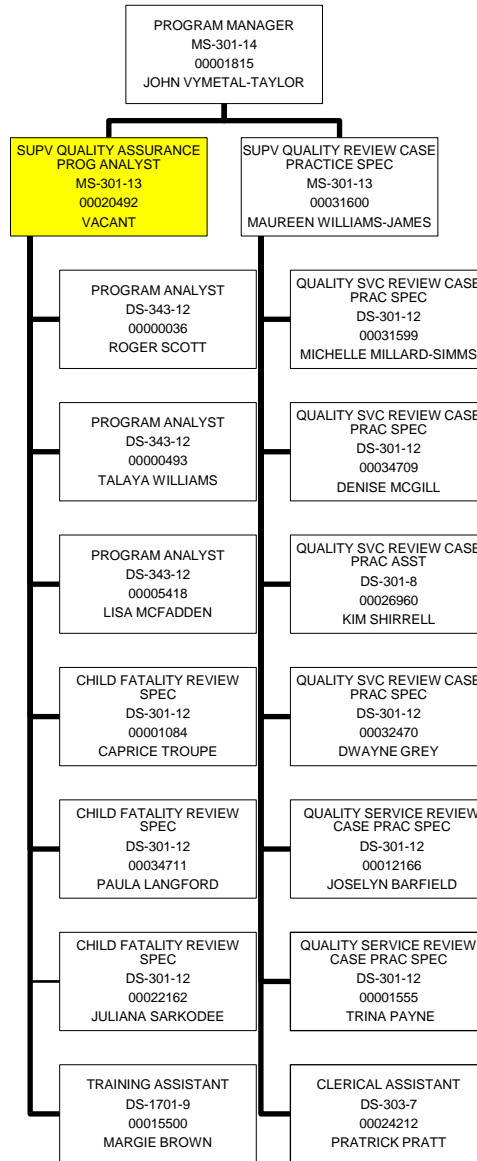 PROGRAM MANAGER
MS-301-14
00001815
JOHN VYMETAL-TAYLOR
SUPV QUALITY ASSURANCE
PROG ANALYST
MS-301-13
00020492
VACANT
PROGRAM ANALYST
DS-343-12
00000036
ROGER SCOTT
PROGRAM ANALYST
DS-343-12
00000493
TALAYA WILLIAMS
PROGRAM ANALYST
DS-343-12
00005418
LISA MCFADDEN
CHILD FATALITY REVIEW
SPEC
DS-301-12
00001084
CAPRICE TROUPE
CHILD FATALITY REVIEW
SPEC
DS-301-12
00034711
PAULA LANGFORD
CHILD FATALITY REVIEW
SPEC
DS-301-12
00022162
JULIANA SARKODEE
TRAINING ASSISTANT
DS-1701-9
00015500
MARGIE BROWN
SUPV QUALITY REVIEW CASE
PRACTICE SPEC
MS-301-13
00031600
MAUREEN WILLIAMS-JAMES
QUALITY SVC REVIEW CASE
PRAC SPEC
DS-301-12
00031599
MICHELLE MILLARD-SIMMS
QUALITY SVC REVIEW CASE
PRAC SPEC
DS-301-12
00034709
DENISE MCGILL
QUALITY SVC REVIEW CASE
PRAC ASST
DS-301-8
00026960
KIM SHIRRELL
QUALITY SVC REVIEW CASE
PRAC SPEC
DS-301-12
00032470
DWAYNE GREY
QUALITY SERVICE REVIEW
CASE PRAC SPEC
DS-301-12
00012166
JOSELYN BARFIELD
QUALITY SERVICE REVIEW
CASE PRAC SPEC
DS-301-12
00001555
TRINA PAYNE
CLERICAL ASSISTANT
DS-303-7
00024212
PRATRICK PRATT